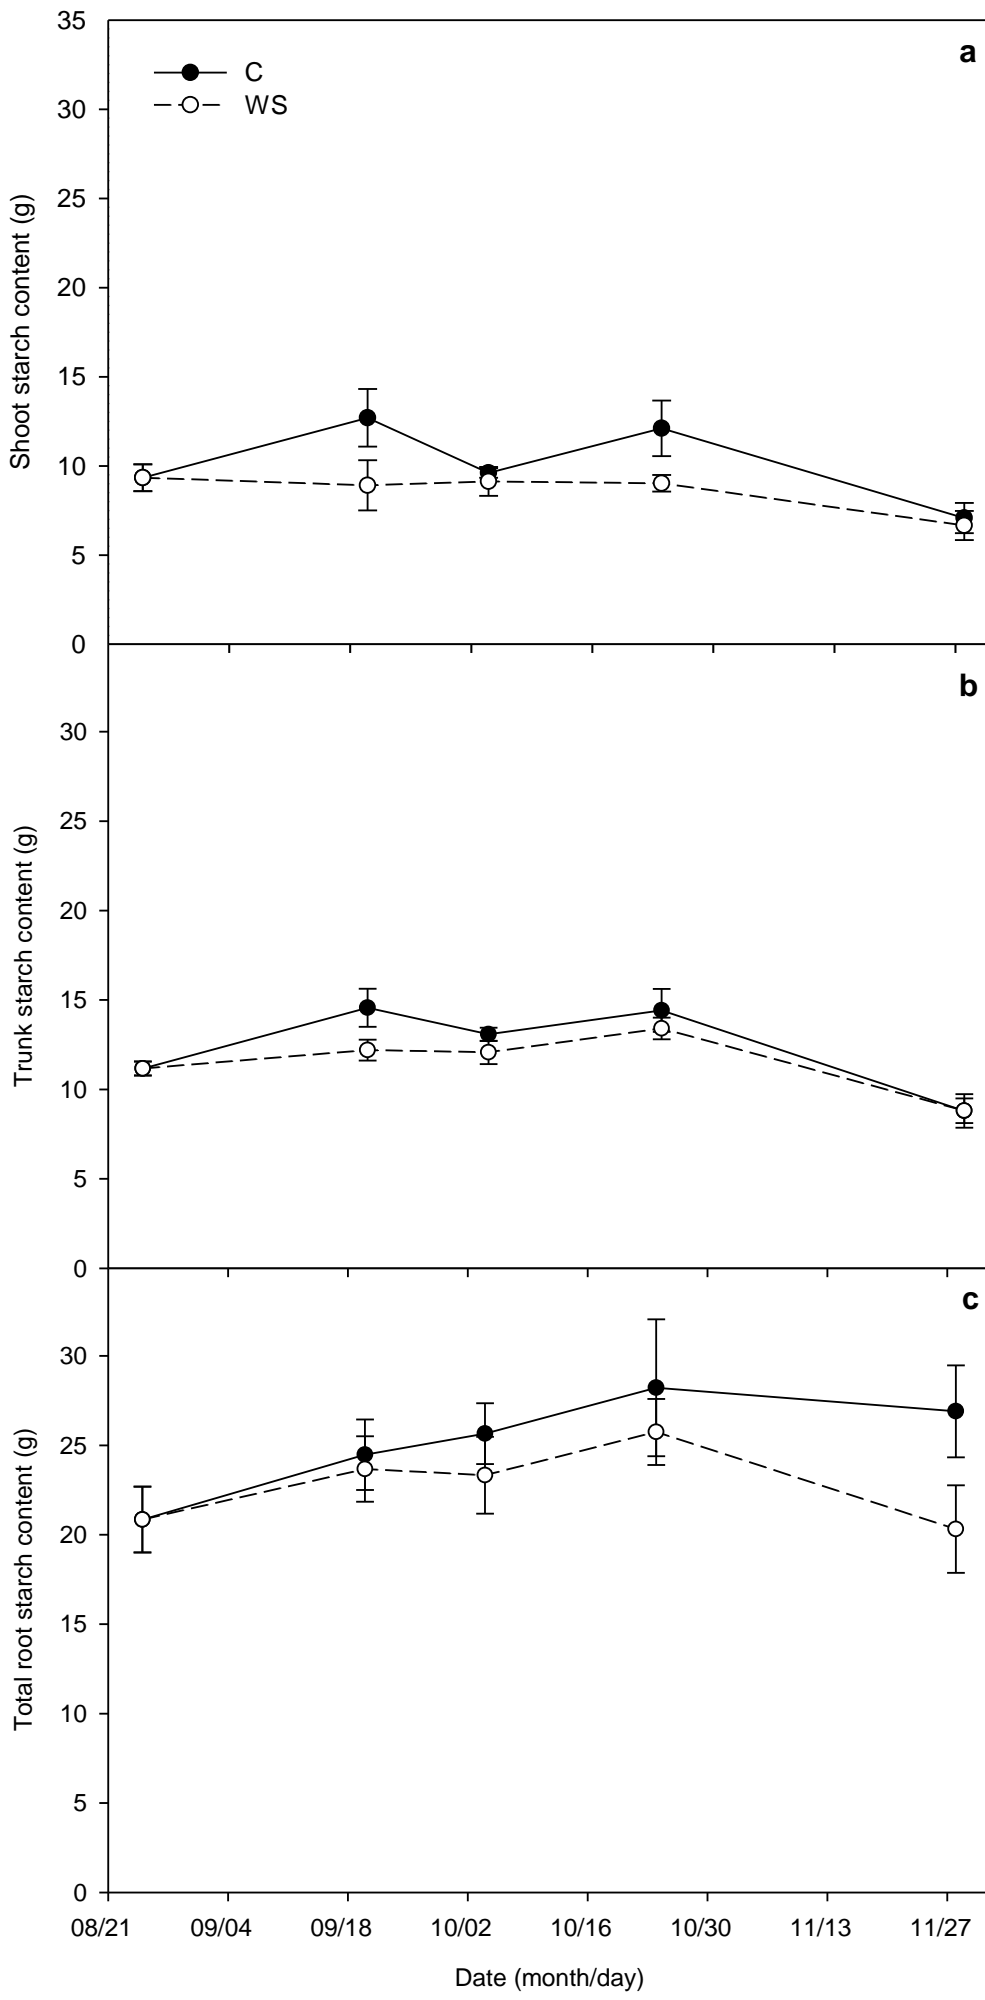 35
a
C
WS
30
25
20
15
10
5
0
Shoot starch content (g)
b
30
25
20
15
10
5
0
Trunk starch content (g)
c
30
25
20
15
10
5
0
Total root starch content (g)
08/21 09/04 09/18 10/02 10/16 10/30 11/13 11/27
Date (month/day)